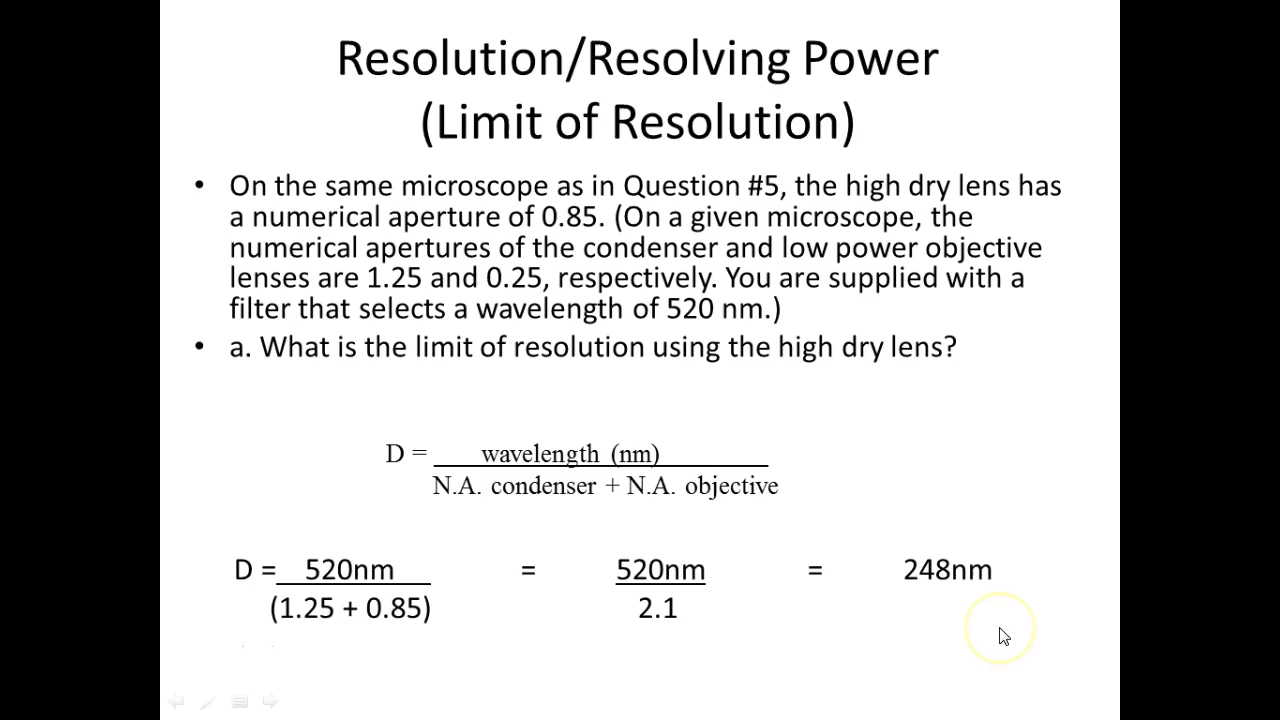 Resolution/Resolving Power
(Limit of Resolution)
• On the same microscope as in Question #5, the high dry lens has
a numerical aperture of 0.85. (On a given microscope, the
numerical apertures of the condenser and low power objective
lenses are 1.25 and 0.25, respectively. You are supplied with a
filter that selects a wavelength of 520 nm.)
• a. What is the limit of resolution using the high dry lens?
D = wavelength (nm)
N.A. condenser + N.A. objective
D = 520nm = 520nm = 248nm
(1.25 + 0.85) 2.1